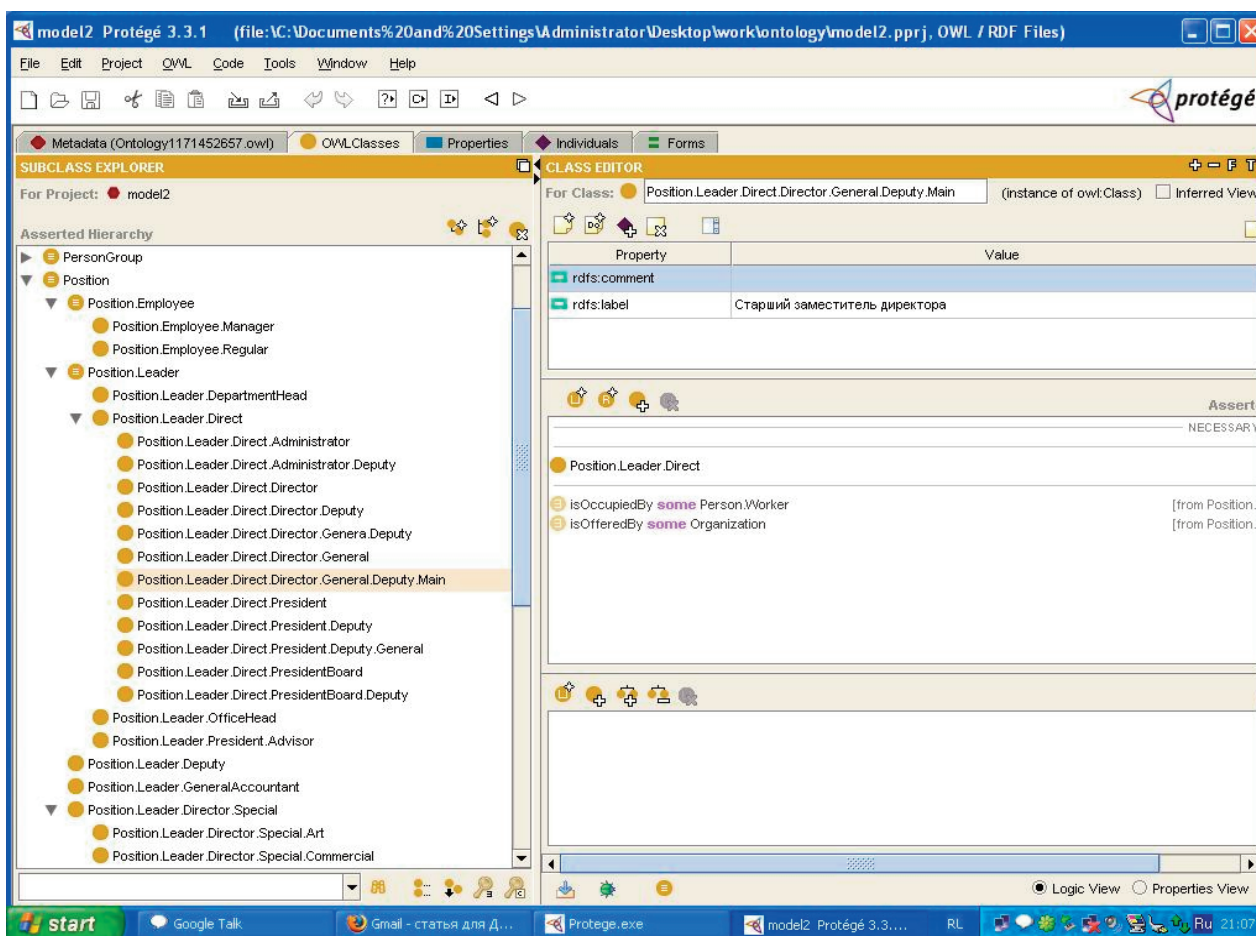 model2 Protégé 3.3.1 (file:\C:\Documents%20and%20Settings\Administrator\Desktop\work\ontology\model2.pprj, OWL / RDF Files)
File Edit Project OWL Code Tools Window Help
protégé
Metadata (Ontology1171452657.owl) OWLClasses Properties Individuals Forms
SUBCLASS EXPLORER
For Project: model2
Asserted Hierarchy
PersonGroup
Position
Position.Employee
Position.Employee.Manager
Position.Employee.Regular
Position.Leader
Position.Leader.DepartmentHead
Position.Leader.Direct
Position.Leader.Direct.Administrator
Position.Leader.Direct.Administrator.Deputy
Position.Leader.Direct.Director
Position.Leader.Direct.Director.Deputy
Position.Leader.Direct.Director.Genera.Deputy
Position.Leader.Direct.Director.General
Position.Leader.Direct.Director.General.Deputy.Main
Position.Leader.Direct.President
Position.Leader.Direct.President.Deputy
Position.Leader.Direct.President.Deputy.General
Position.Leader.Direct.PresidentBoard
Position.Leader.Direct.PresidentBoard.Deputy
Position.Leader.OfficeHead
Position.Leader.President.Advisor
Position.Leader.Deputy
Position.Leader.GeneralAccountant
Position.Leader.Director.Special
Position.Leader.Director.Special.Art
Position.Leader.Director.Special.Commercial
CLASS EDITOR
F T
For Class: Position.Leader.Direct.Director.General.Deputy.Main (instance of owl:Class) Inferred View
Property Value
rdfs:comment
rdfs:label Старший заместитель директора
Assert
NECESSARY
Position.Leader.Direct
isOccupiedBy some Person.Worker [from Position.
isOfferedBy some Organization [from Position.
Logic View Properties View
start Google Talk Gmail - статья для Д... Protege.exe model2 Protégé 3.3.... RL Ru 21:07